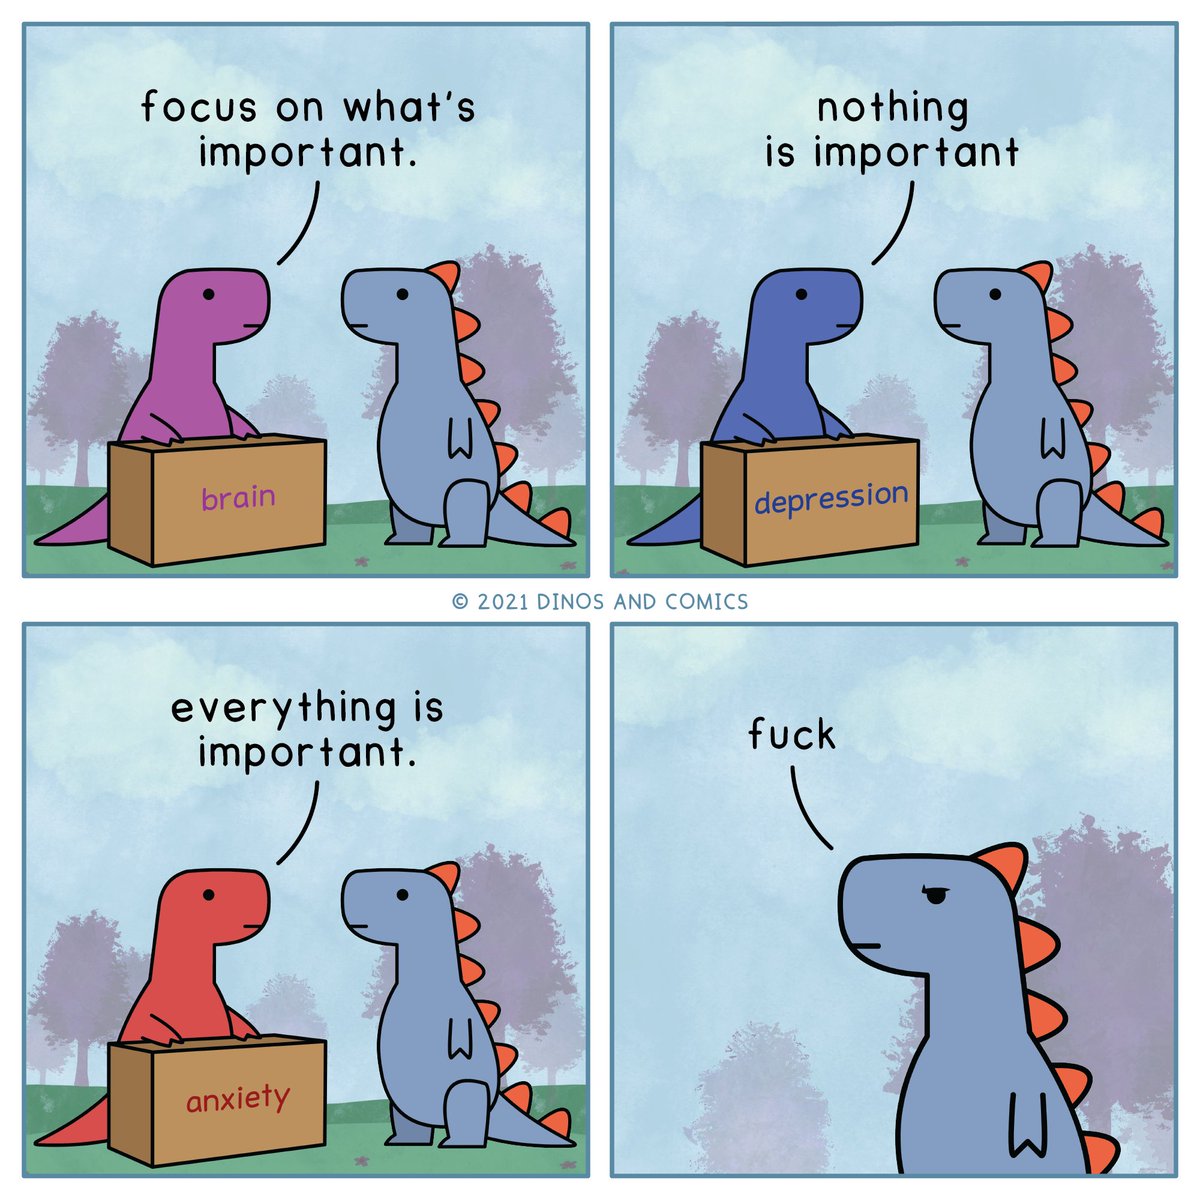 focus on what's
important.
brain
nothing
is important
depression
© 2021 DINOS AND COMICS
everything is
important.
anxiety
fuck